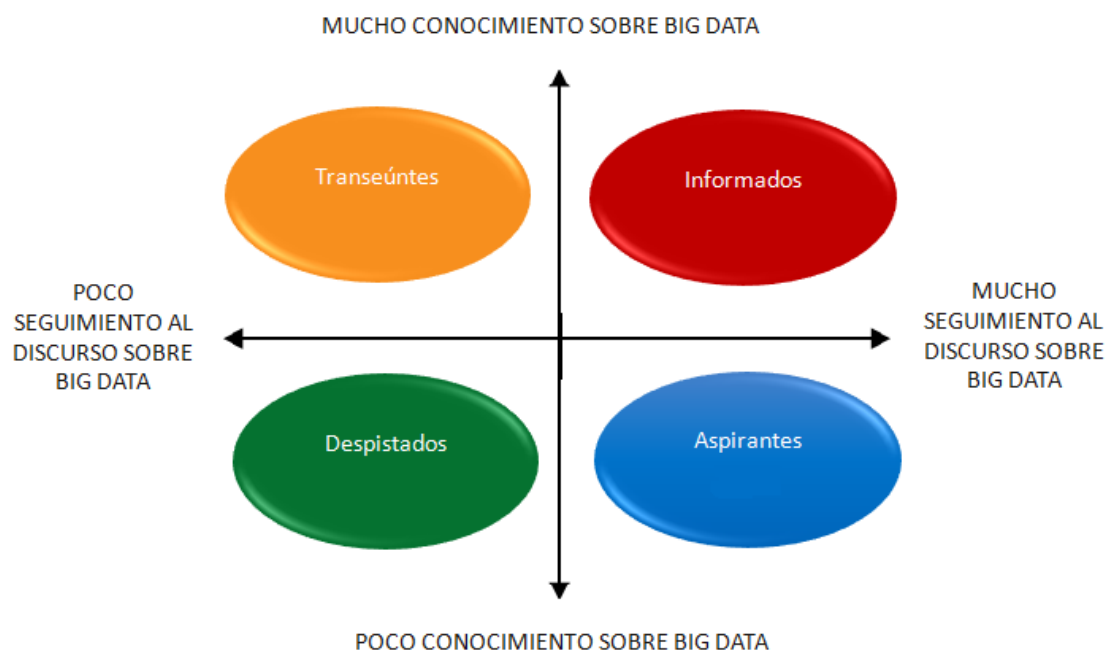 MUCHO CONOCIMIENTO SOBRE BIG DATA
Transeúntes
Informados
POCO
SEGUIMIENTO AL
DISCURSO SOBRE
BIG DATA
MUCHO
SEGUIMIENTO AL
DISCURSO SOBRE
BIG DATA
Despistados
Aspirantes
POCO CONOCIMIENTO SOBRE BIG DATA